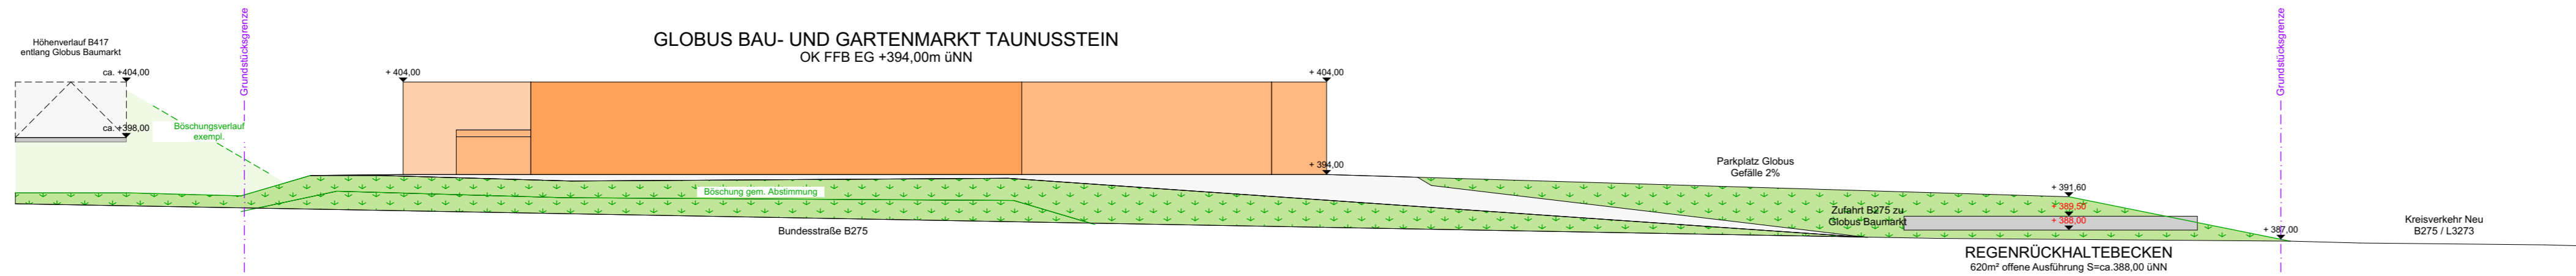 Höhenverlauf B417
entlang Globus Baumarkt
ca. +404,00
ca. +398,00
Böschungsverlauf
exempl.
Grundstücksgrenze
GLOBUS BAU- UND GARTENMARKT TAUNUSSTEIN
OK FFB EG +394,00m üNN
+ 404,00
+ 404,00
+ 394,00
Böschung gem. Abstimmung
Bundesstraße B275
Parkplatz Globus
Gefälle 2%
+ 391,60
+ 389,50
+ 388,00
Zufahrt B275 zu
Globus Baumarkt
REGENRÜCKHALTEBECKEN
620m² offene Ausführung S=ca.388,00 üNN
Grundstücksgrenze
+ 387,00
Kreisverkehr Neu
B275 / L3273